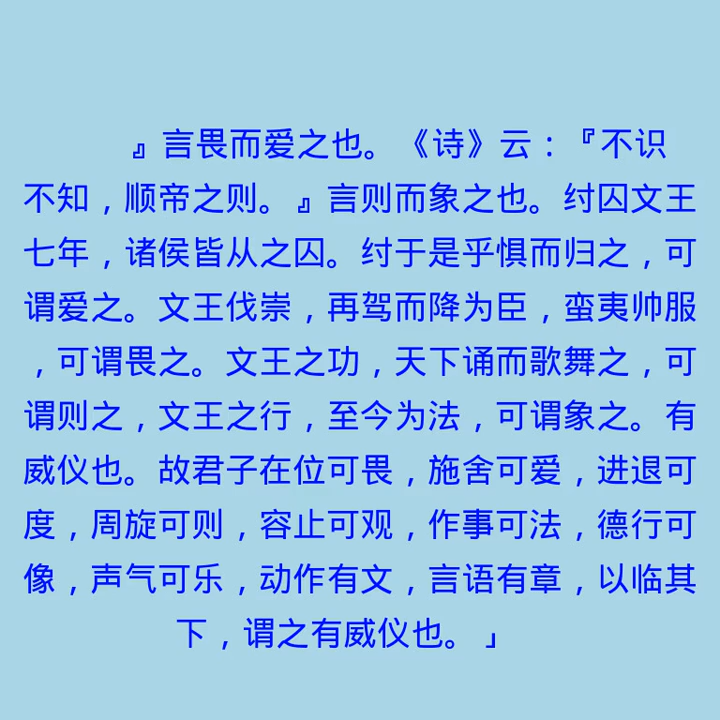 』言畏而爱之也。《诗》云：『不识
不知，顺帝之则。』言则而象之也。纣囚文王
七年，诸侯皆从之囚。纣于是乎惧而归之，可
谓爱之。文王伐崇，再驾而降为臣，蛮夷帅服
，可谓畏之。文王之功，天下诵而歌舞之，可
谓则之，文王之行，至今为法，可谓象之。有
威仪也。故君子在位可畏，施舍可爱，进退可
度，周旋可则，容止可观，作事可法，德行可
像，声气可乐，动作有文，言语有章，以临其
下，谓之有威仪也。」